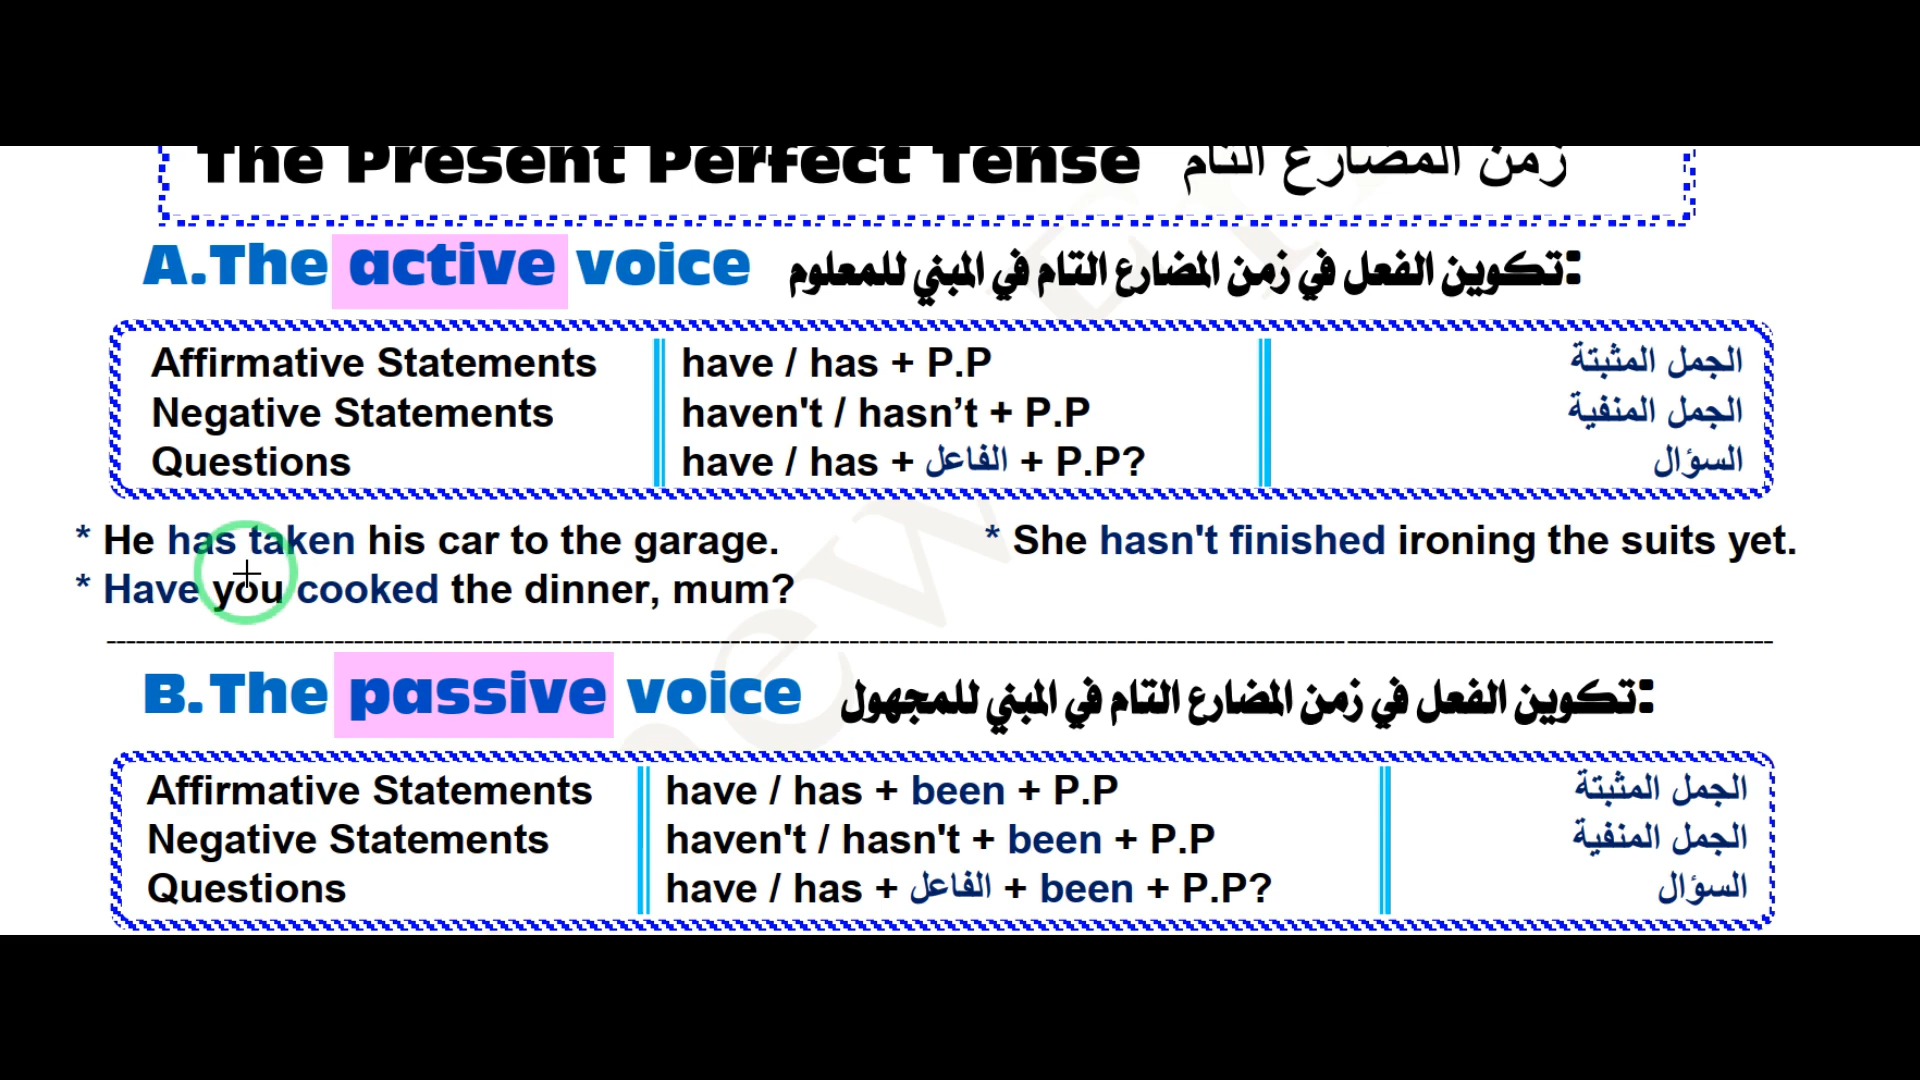 The Present Perfect Tense زمن المضارع التام
A.The active voice تكوين الفعل في زمن المضارع التام في المبني للمعلوم:
Affirmative Statements have / has + P.P الجمل المثبتة
Negative Statements haven't / hasn’t + P.P الجمل المنفية
Questions have / has + الفاعل + P.P? السؤال
* He has taken his car to the garage. * She hasn't finished ironing the suits yet.
* Have you cooked the dinner, mum?
B.The passive voice تكوين الفعل في زمن المضارع التام في المبني للمجهول:
Affirmative Statements have / has + been + P.P الجمل المثبتة
Negative Statements haven't / hasn't + been + P.P الجمل المنفية
Questions have / has + الفاعل + been + P.P? السؤال